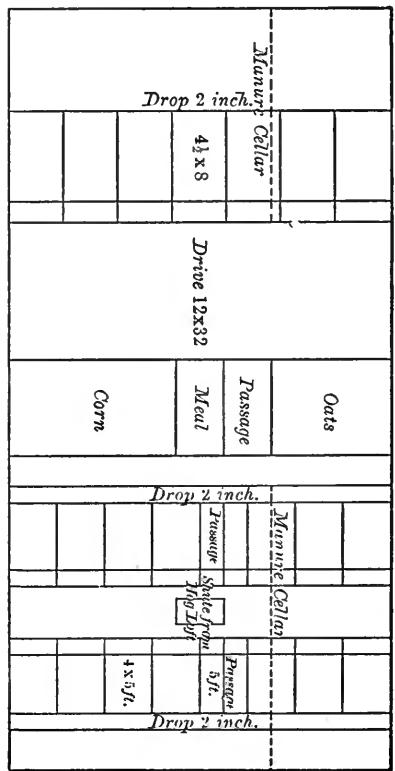 Manure Cellar
Drop 2 inch.
4½ x 8
Drive 12x32
Corn
Meal
Passage
Oats
Drop 2 inch.
Passage
Manure Cellar
Shute from
Hog Loft
4 x 5 ft.
Passage
5 ft.
Drop 2 inch.